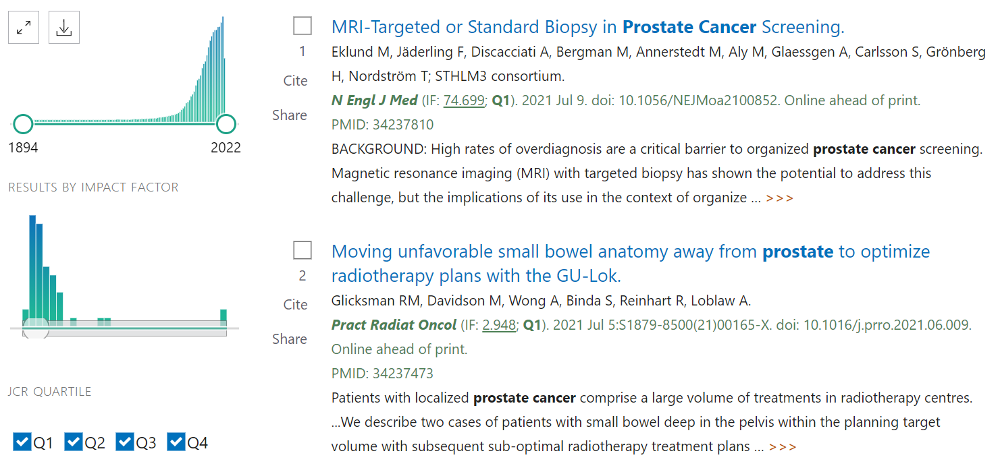 1894 2022
RESULTS BY IMPACT FACTOR
JCR QUARTILE
Q1 Q2 Q3 Q4
1
Cite
Share
MRI-Targeted or Standard Biopsy in Prostate Cancer Screening.
Eklund M, Jäderling F, Discacciati A, Bergman M, Annerstedt M, Aly M, Glaessgen A, Carlsson S, Grönberg
H, Nordström T; STHLM3 consortium.
N Engl J Med (IF: 74.699; Q1). 2021 Jul 9. doi: 10.1056/NEJMoa2100852. Online ahead of print.
PMID: 34237810
BACKGROUND: High rates of overdiagnosis are a critical barrier to organized prostate cancer screening.
Magnetic resonance imaging (MRI) with targeted biopsy has shown the potential to address this
challenge, but the implications of its use in the context of organize ... >>>
2
Cite
Share
Moving unfavorable small bowel anatomy away from prostate to optimize
radiotherapy plans with the GU-Lok.
Glicksman RM, Davidson M, Wong A, Binda S, Reinhart R, Loblaw A.
Pract Radiat Oncol (IF: 2.948; Q1). 2021 Jul 5:S1879-8500(21)00165-X. doi: 10.1016/j.prro.2021.06.009.
Online ahead of print.
PMID: 34237473
Patients with localized prostate cancer comprise a large volume of treatments in radiotherapy centres.
...We describe two cases of patients with small bowel deep in the pelvis within the planning target
volume with subsequent sub-optimal radiotherapy treatment plans ... >>>